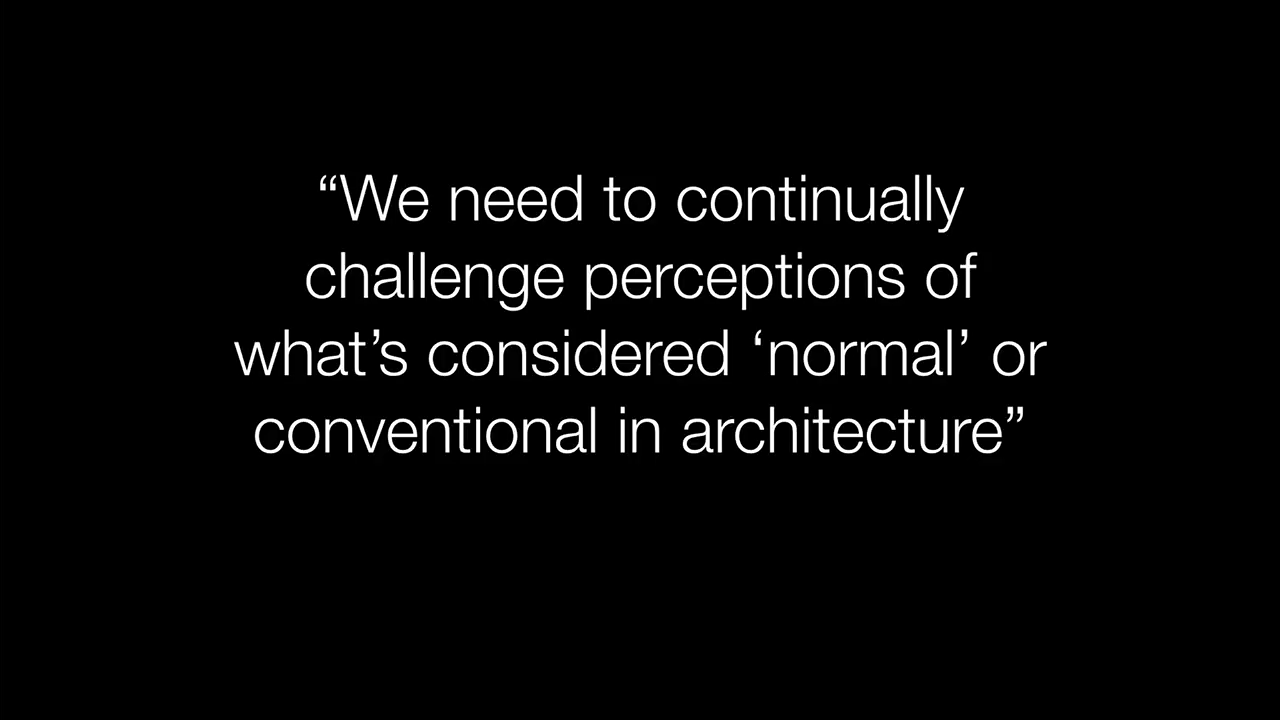 “We need to continually
challenge perceptions of
what’s considered ‘normal’ or
conventional in architecture”